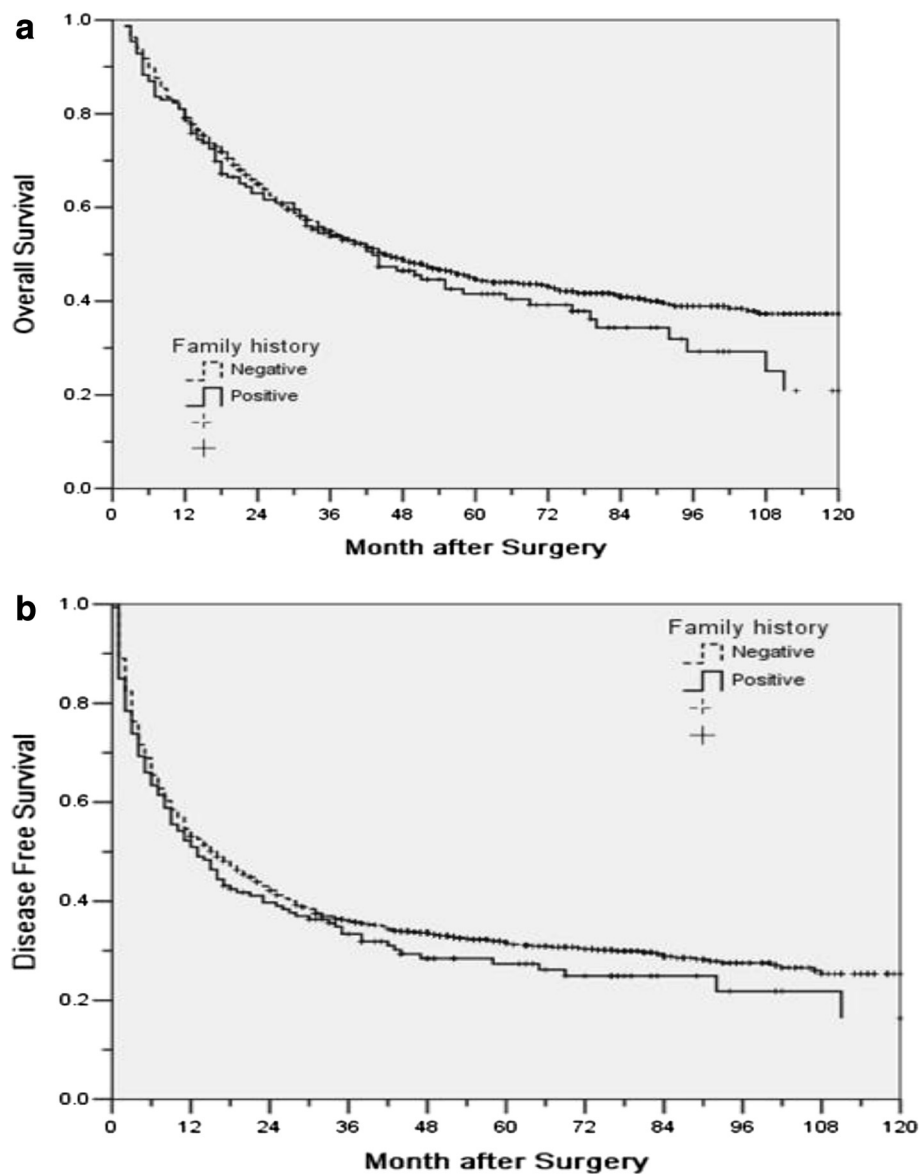 a
Overall Survival
1.0
0.8
0.6
0.4
0.2
0.0
Family history
Negative
Positive
0 12 24 36 48 60 72 84 96 108 120
Month after Surgery
b
Disease Free Survival
1.0
0.8
0.6
0.4
0.2
0.0
Family history
Negative
Positive
0 12 24 36 48 60 72 84 96 108 120
Month after Surgery